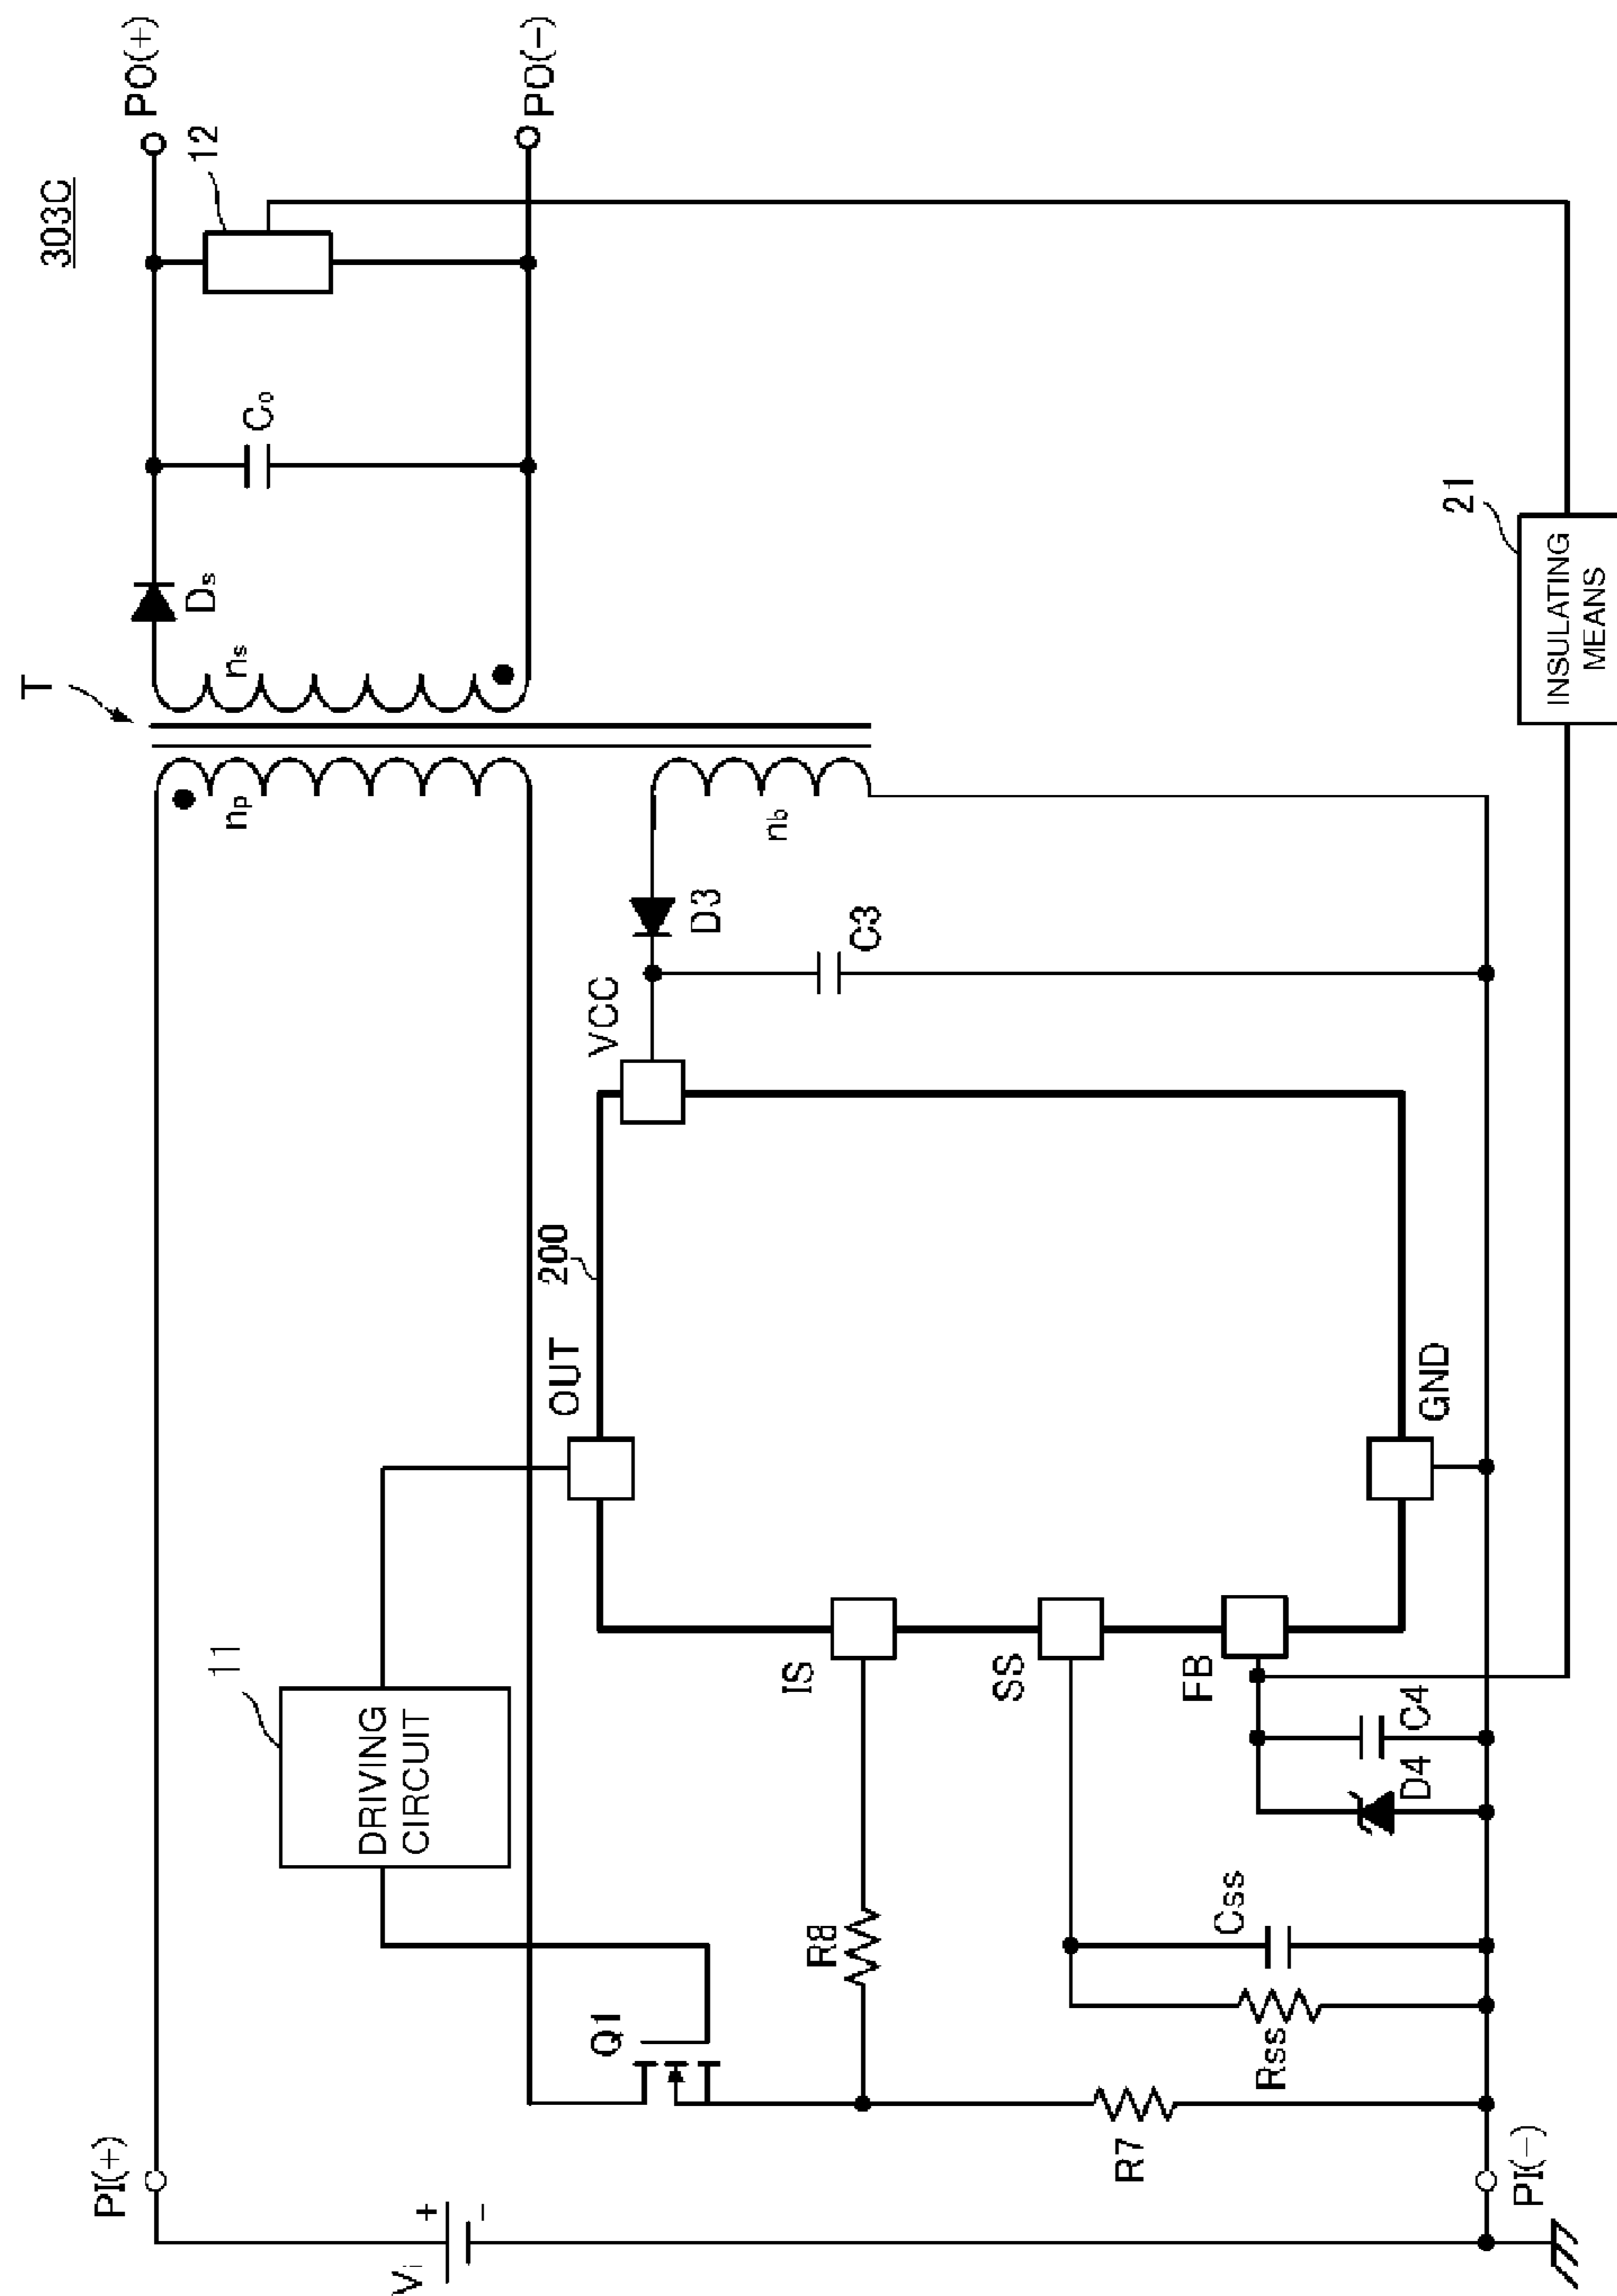 303C
T
PI(+)
Vi
+
-
11
DRIVING
CIRCUIT
np
ns
Ds
Co
12
PO(+)
PO(-)
Q1
OUT
200
VCC
D3
nb
C3
R8
IS
SS
FB
GND
R7
Rss
Css
D4
C4
PI(-)
21
INSULATING
MEANS